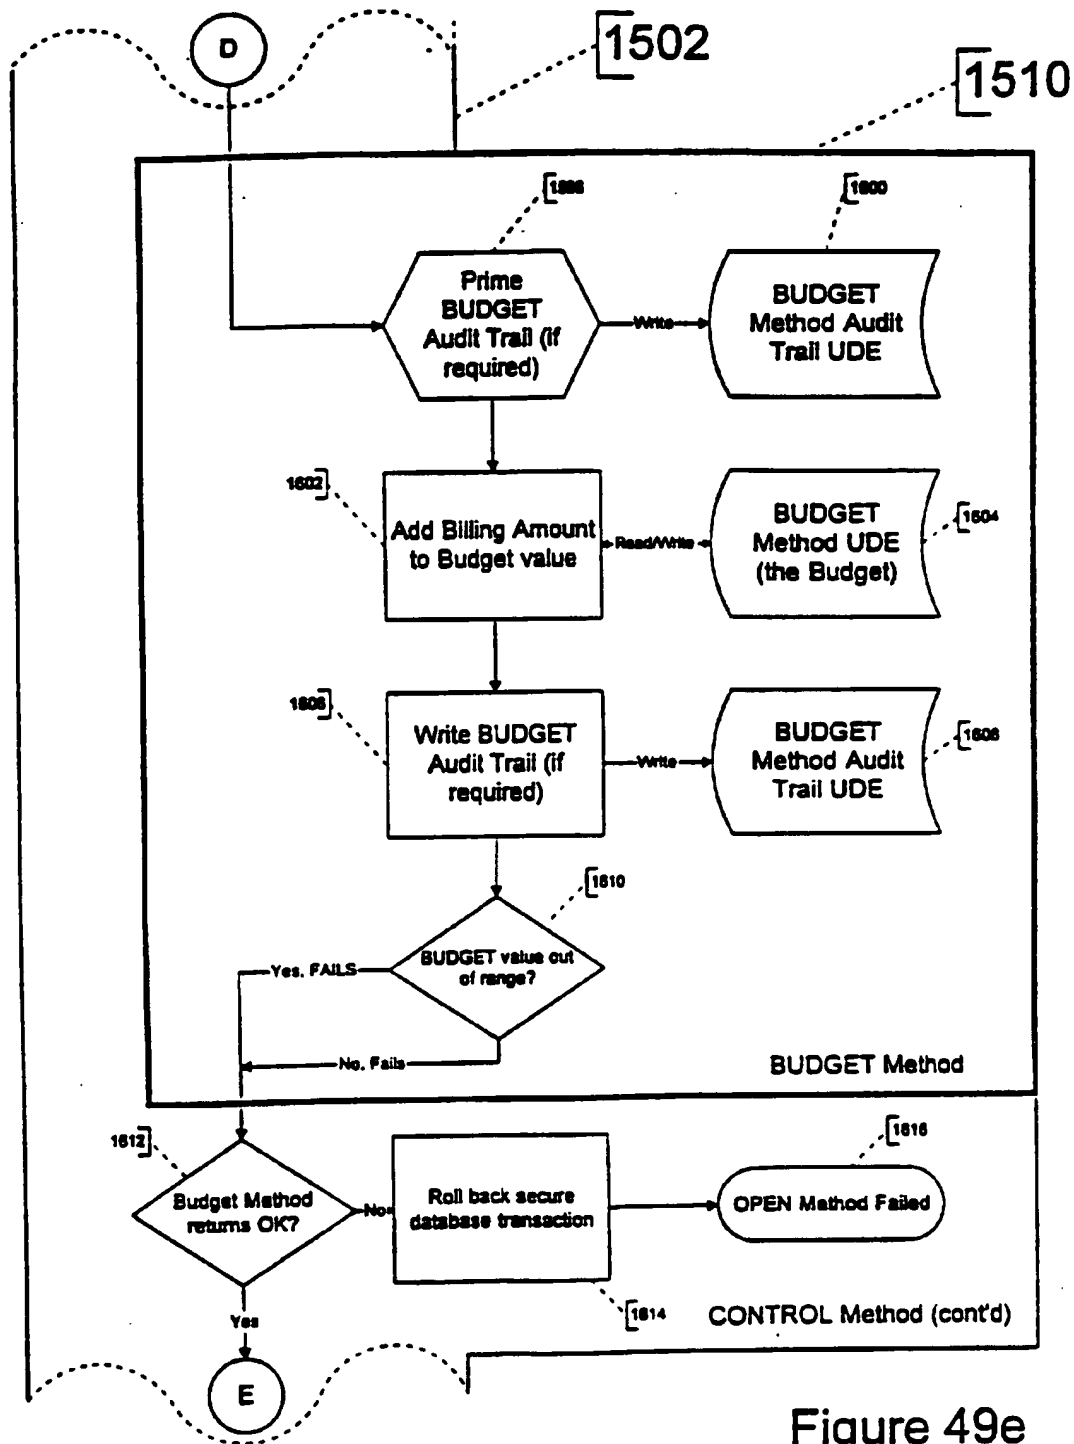 D
1502
1510
1600
Prime
BUDGET
Audit Trail (if
required)
Write
BUDGET
Method Audit
Trail UDE
1602
Add Billing Amount
to Budget value
Read/Write
BUDGET
Method UDE
(the Budget)
1604
1606
Write BUDGET
Audit Trail (if
required)
Write
BUDGET
Method Audit
Trail UDE
1608
1610
BUDGET value out
of range?
Yes, FAILS
No, Fails
BUDGET Method
1612
Budget Method
returns OK?
No
Roll back secure
database transaction
1616
OPEN Method Failed
1614
CONTROL Method (cont'd)
Yes
E
Figure 49e